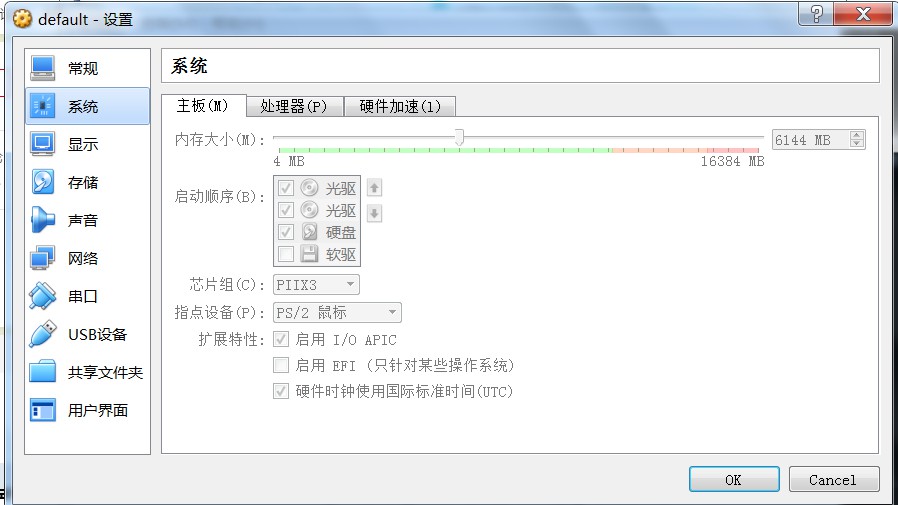 default - 设置
常规
系统
显示
存储
声音
网络
串口
USB设备
共享文件夹
用户界面
系统
主板(M) 处理器(P) 硬件加速(l)
内存大小(M): 6144 MB
4 MB 16384 MB
启动顺序(B):
光驱
光驱
硬盘
软驱
芯片组(C): PIIX3
指点设备(P): PS/2 鼠标
扩展特性: 启用 I/O APIC
启用 EFI (只针对某些操作系统)
硬件时钟使用国际标准时间(UTC)
OK Cancel